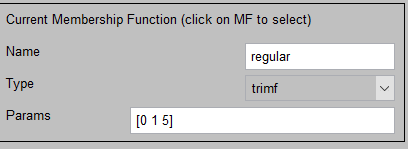 Current Membership Function (click on MF to select)
Name regular
Type trimf
Params [0 1 5]